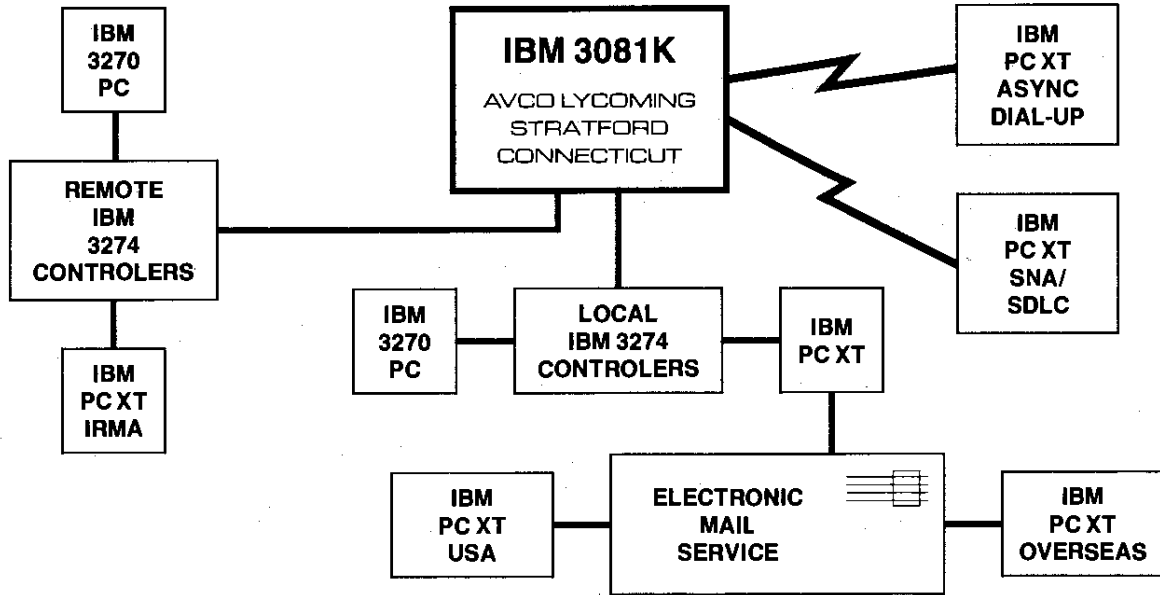 IBM
3270
PC
IBM 3081K
AVCO LYCOMING
STRATFORD
CONNECTICUT
IBM
PC XT
ASYNC
DIAL-UP
REMOTE
IBM
3274
CONTROLERS
IBM
PC XT
SNA/
SDLC
IBM
3270
PC
LOCAL
IBM 3274
CONTROLERS
IBM
PC XT
IBM
PC XT
IRMA
IBM
PC XT
USA
ELECTRONIC
MAIL
SERVICE
IBM
PC XT
OVERSEAS